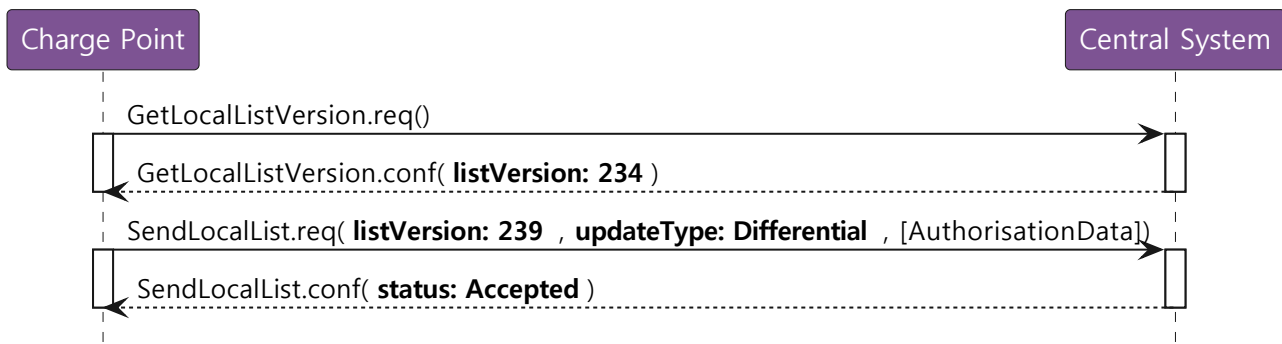 Charge Point Central System
GetLocalListVersion.req()
GetLocalListVersion.conf( listVersion: 234 )
SendLocalList.req( listVersion: 239 , updateType: Differential , [AuthorisationData])
SendLocalList.conf( status: Accepted )